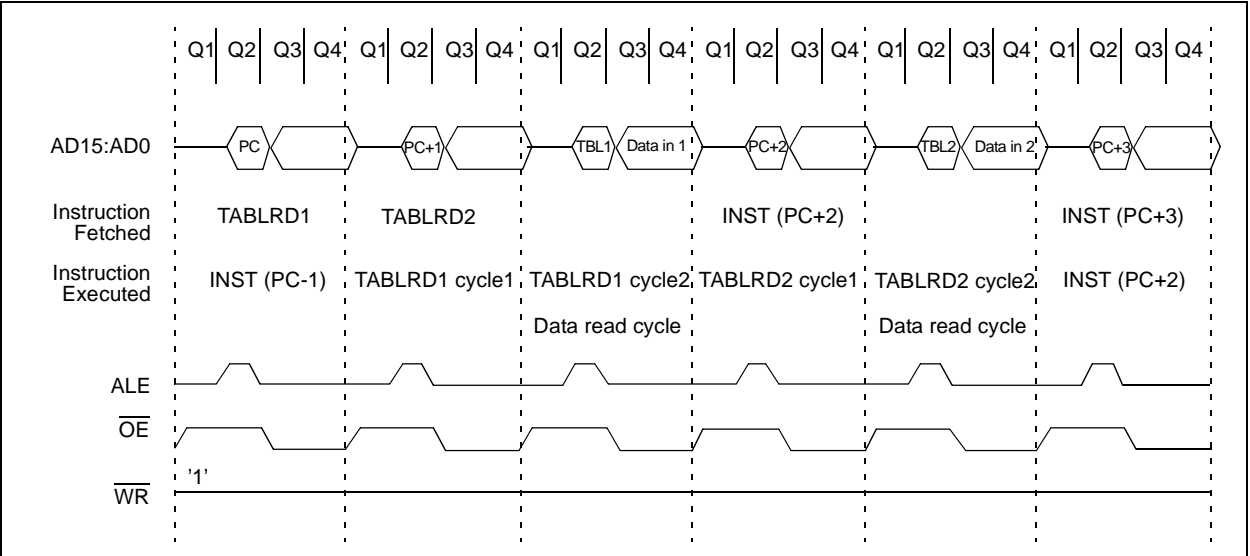 Q1 Q2 Q3 Q4 Q1 Q2 Q3 Q4 Q1 Q2 Q3 Q4 Q1 Q2 Q3 Q4 Q1 Q2 Q3 Q4 Q1 Q2 Q3 Q4
AD15:AD0 PC PC+1 TBL1 Data in 1 PC+2 TBL2 Data in 2 PC+3
Instruction
Fetched
TABLRD1 TABLRD2 INST (PC+2) INST (PC+3)
Instruction
Executed
INST (PC-1) TABLRD1 cycle1 TABLRD1 cycle2 TABLRD2 cycle1 TABLRD2 cycle2 INST (PC+2)
Data read cycle Data read cycle
ALE
OE
'1'
WR